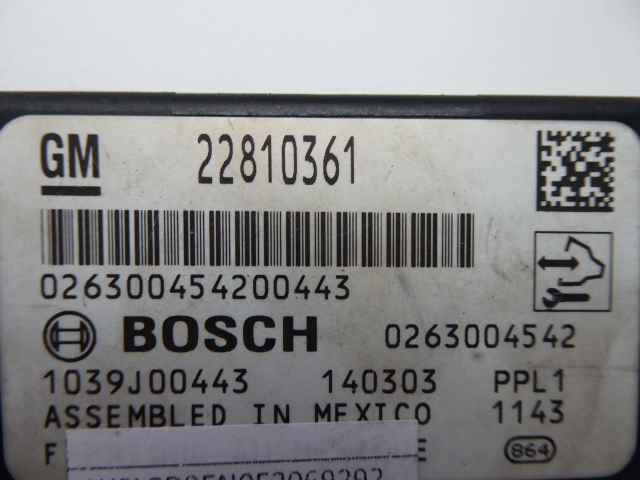 GM 22810361
026300454200443
BOSCH 0263004542
1039J00443 140303 PPL1
ASSEMBLED IN MEXICO 1143
F E 864